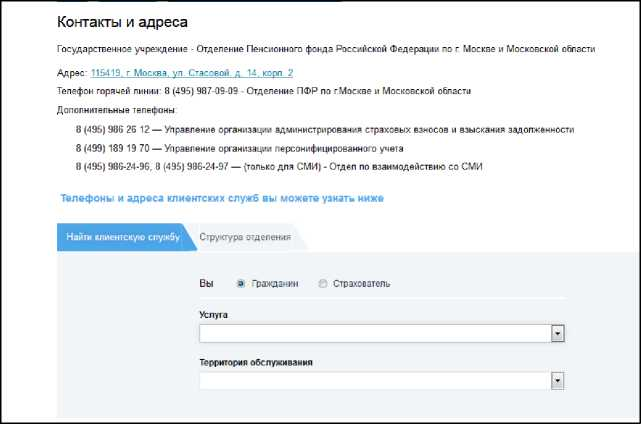 Контакты и адреса
Государственное учреждение - Отделение Пенсионного фонда Российской Федерации по г. Москве и Московской области
Адрес: 115419, г. Москва, ул. Стасовой, д. 14, корп. 2
Телефон горячей линии: 8 (495) 987-09-09 - Отделение ПФР по г.Москве и Московской области
Дополнительные телефоны:
8 (495) 986 26 12 — Управление организации администрирования страховых взносов и взыскания задолженности
8 (499) 189 19 70 — Управление организации персонифицированного учета
8 (495) 986-24-96, 8 (495) 986-24-97 — (только для СМИ) - Отдел по взаимодействию со СМИ
Телефоны и адреса клиентских служб вы можете узнать ниже
Найти клиентскую службу Структура отделения
Вы Гражданин Страхователь
Услуга
Территория обслуживания